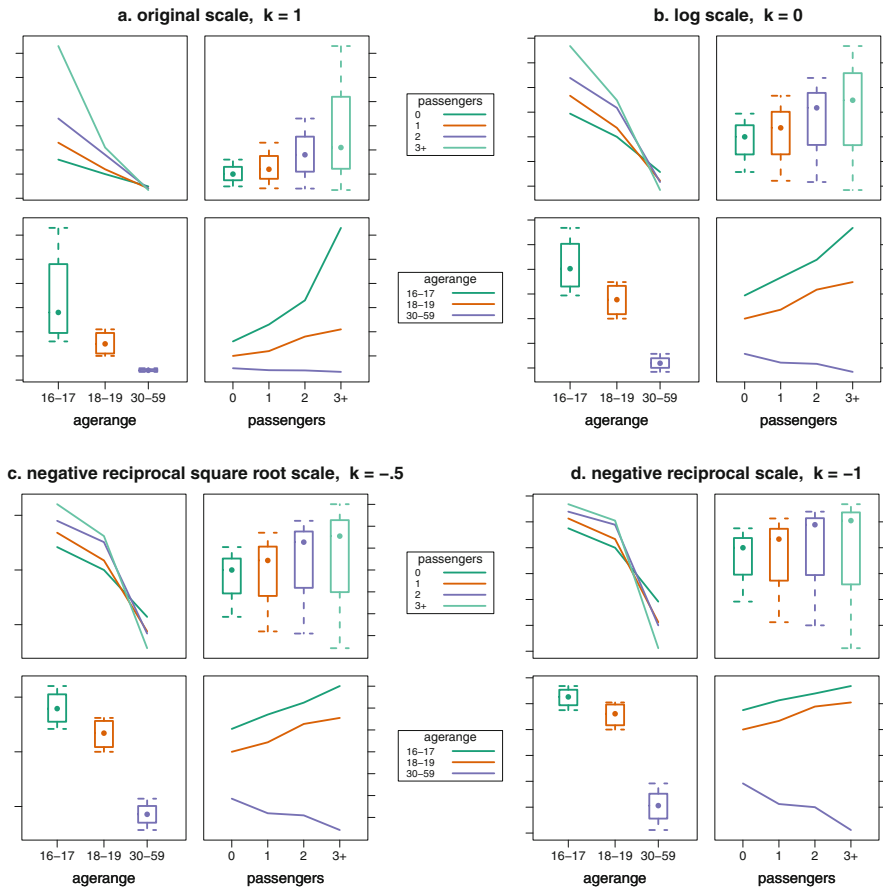 a. original scale, k = 1
passengers
0
1
2
3+
agerange
16−17
18−19
30−59
16−17 18−19 30−59
agerange
0 1 2 3+
passengers
b. log scale, k = 0
16−17 18−19 30−59
agerange
0 1 2 3+
passengers
c. negative reciprocal square root scale, k = −.5
passengers
0
1
2
3+
agerange
16−17
18−19
30−59
16−17 18−19 30−59
agerange
0 1 2 3+
passengers
d. negative reciprocal scale, k = −1
16−17 18−19 30−59
agerange
0 1 2 3+
passengers